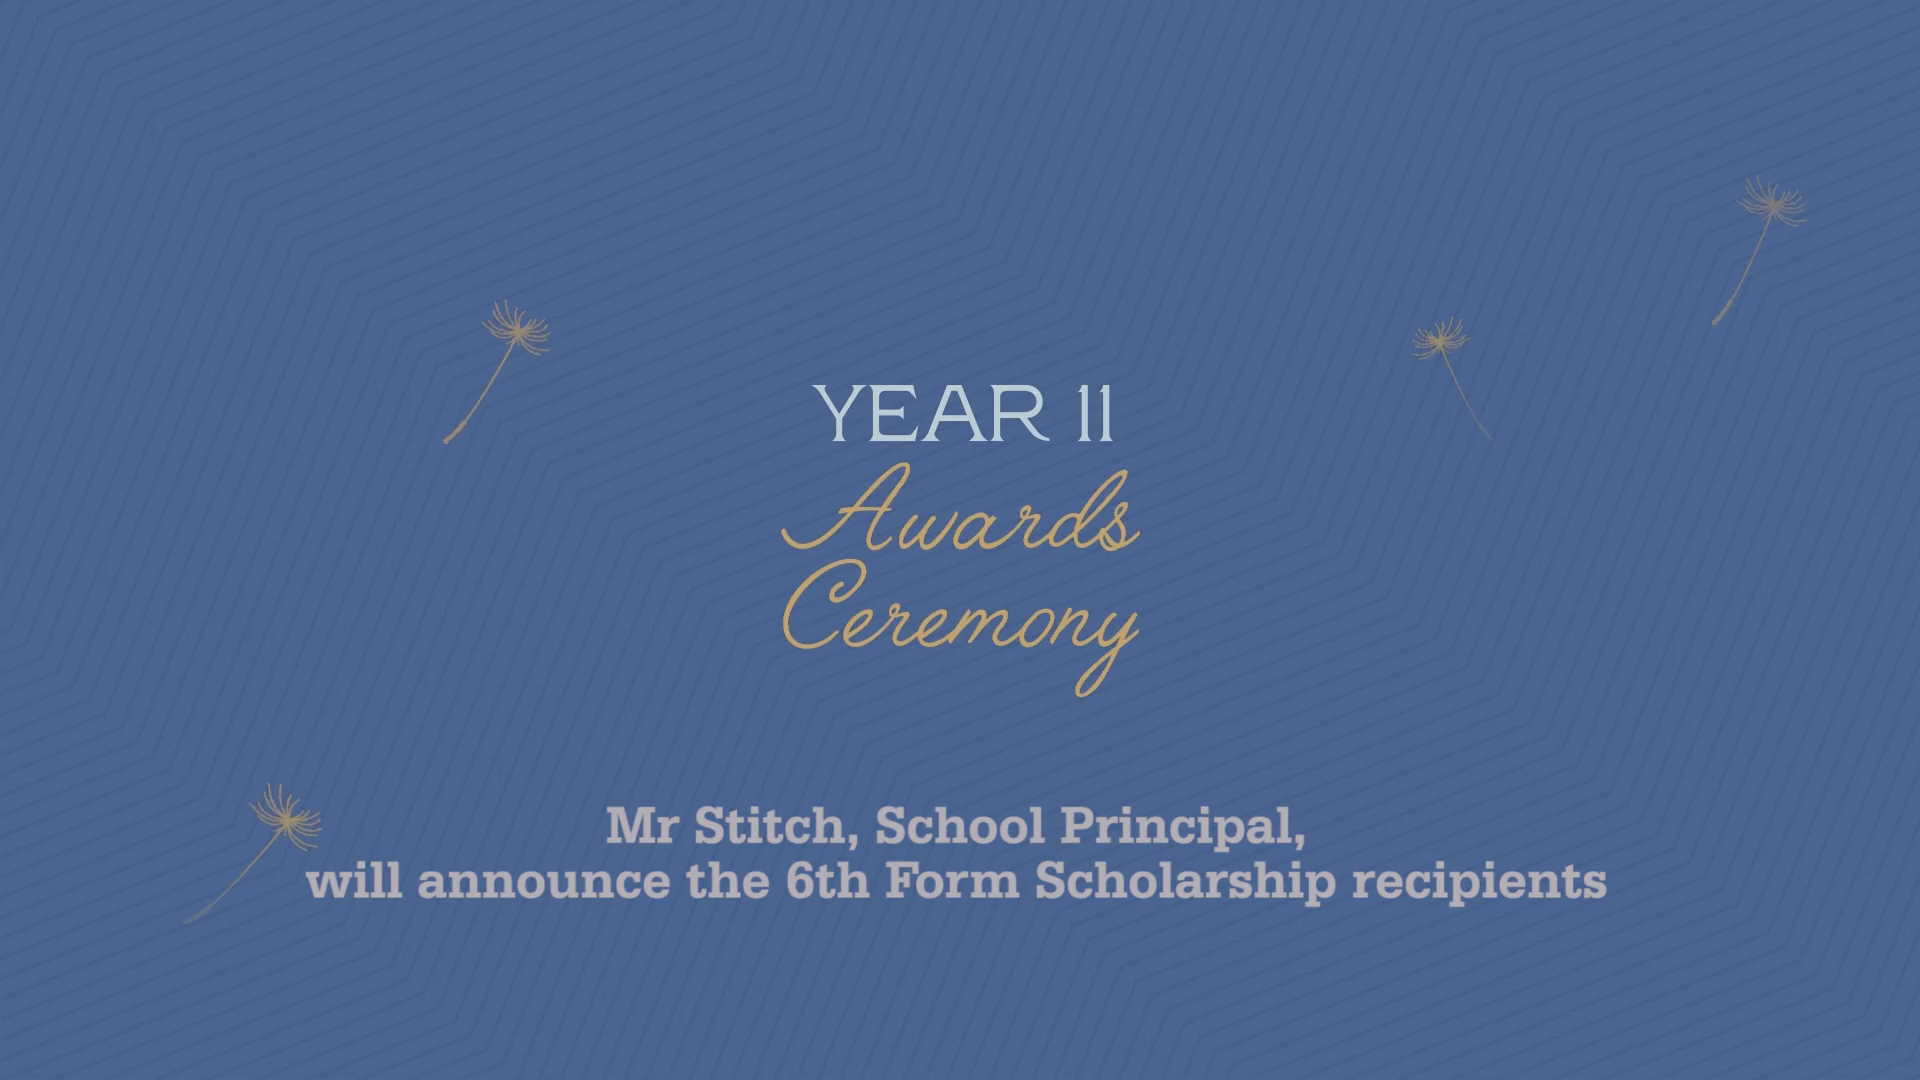 YEAR 11
Awards
Ceremony
Mr Stitch, School Principal,
will announce the 6th Form Scholarship recipients